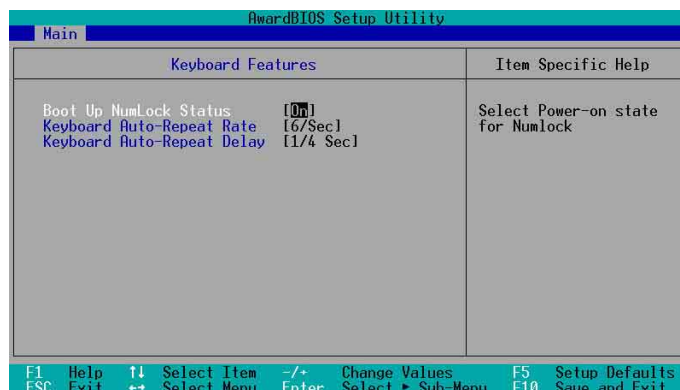 AwardBIOS Setup Utility
Main
Keyboard Features
Item Specific Help
Boot Up NumLock Status [On]
Keyboard Auto-Repeat Rate [6/Sec]
Keyboard Auto-Repeat Delay [1/4 Sec]
Select Power-on state
for Numlock
F1 Help ↑↓ Select Item -/+ Change Values F5 Setup Defaults
ESC Exit ←→ Select Menu Enter Select ► Sub-Menu F10 Save and Exit